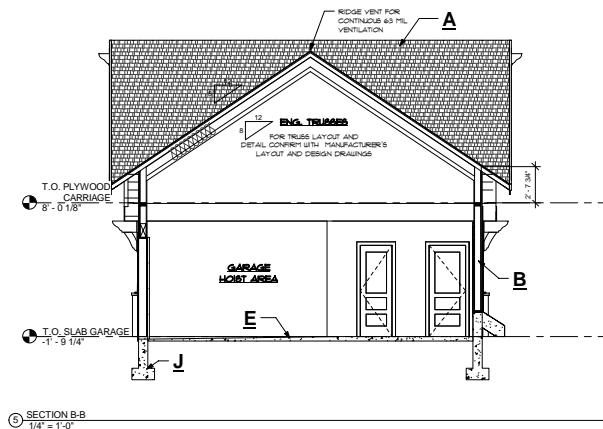 RIDGE VENT FOR
CONTINUOUS 63 MIL
VENTILATION
A
12
12
8
ENG. TRUSSES
FOR TRUSS LAYOUT AND
DETAIL CONFIRM WITH MANUFACTURER'S
LAYOUT AND DESIGN DRAWINGS
2' - 7 3/4"
T.O. PLYWOOD
CARRIAGE
8' - 0 1/8"
GARAGE
HOIST AREA
B
E
T.O. SLAB GARAGE
-1' - 9 1/4"
J
5
SECTION B-B
1/4" = 1'-0"